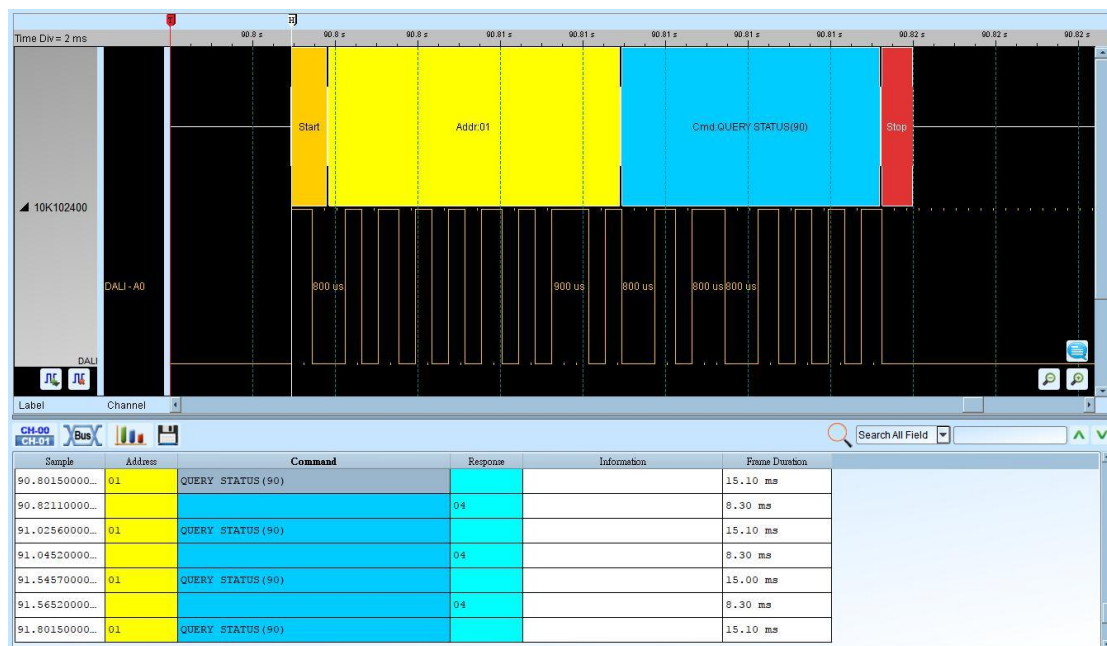 T H
Time Div = 2 ms 90.8 s 90.8 s 90.8 s 90.81 s 90.81 s 90.81 s 90.81 s 90.81 s 90.82 s 90.82 s 90.82 s
Start Addr:01 Cmd:QUERY STATUS(90) Stop
10K102400
DALI - A0 800 us 900 us 800 us 800 us 800 us
DALI
Label Channel
CH-00
CH-01 Bus Search All Field
Sample Address Command Response Information Frame Duration
90.80150000... 01 QUERY STATUS(90) 15.10 ms
90.82110000... 04 8.30 ms
91.02560000... 01 QUERY STATUS(90) 15.10 ms
91.04520000... 04 8.30 ms
91.54570000... 01 QUERY STATUS(90) 15.00 ms
91.56520000... 04 8.30 ms
91.80150000... 01 QUERY STATUS(90) 15.10 ms